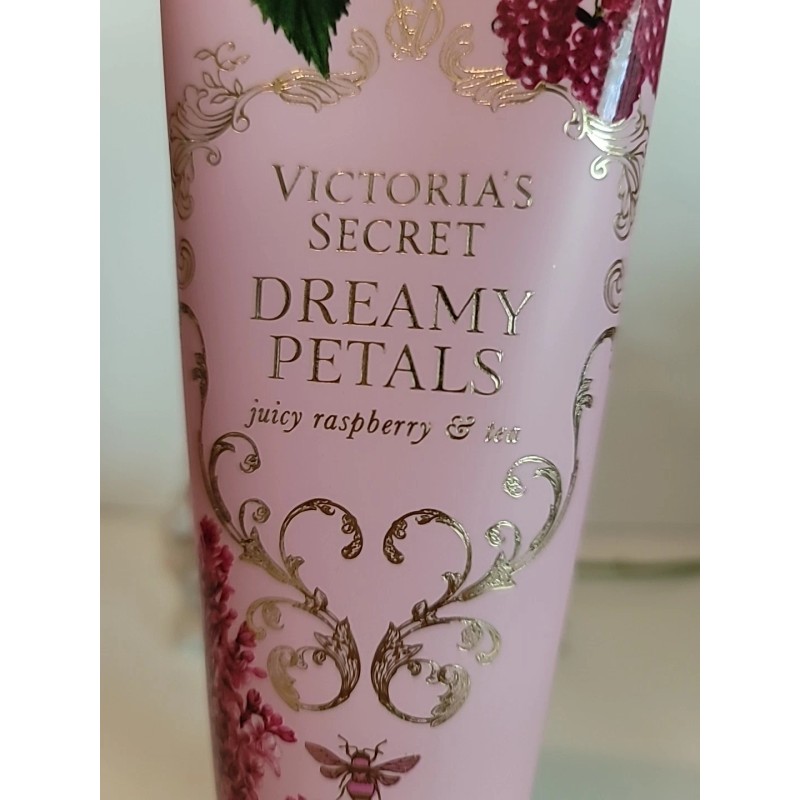 VICTORIA'S
SECRET
DREAMY
PETALS
juicy raspberry & tea